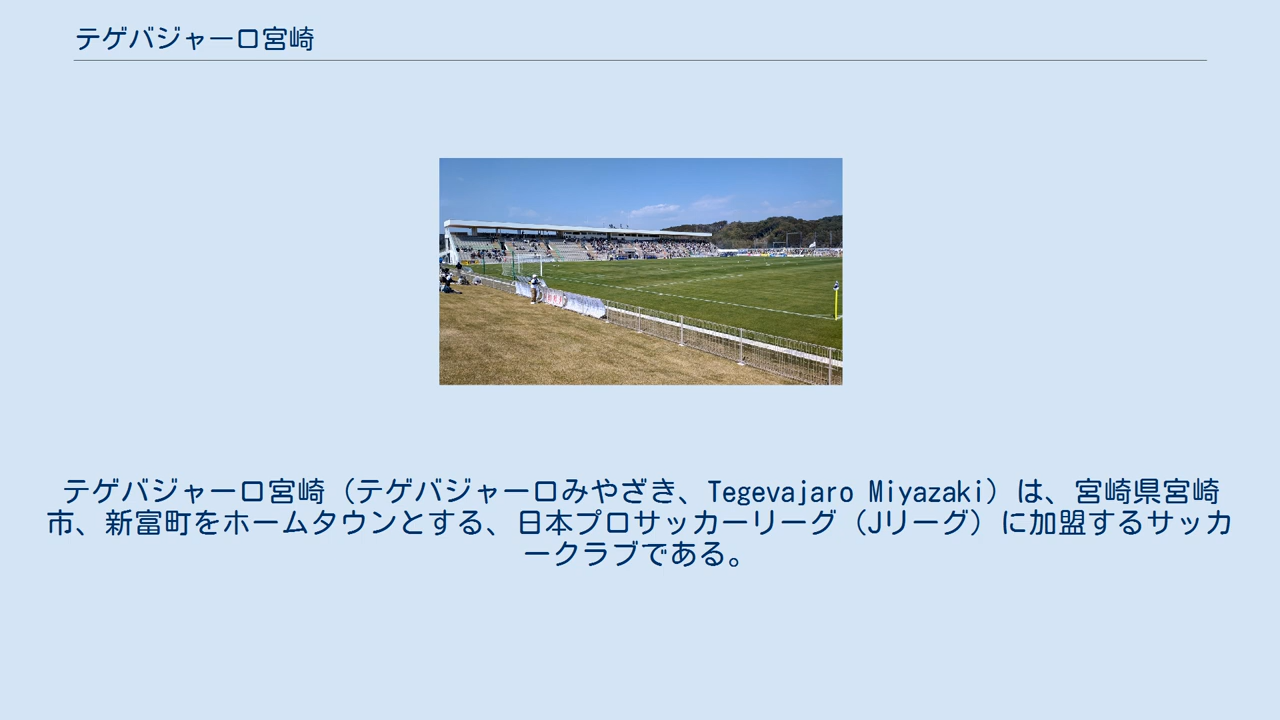 テゲバジャーロ宮崎
テゲバジャーロ宮崎（テゲバジャーロみやざき、Tegevajaro Miyazaki）は、宮崎県宮崎
市、新富町をホームタウンとする、日本プロサッカーリーグ（Jリーグ）に加盟するサッカ
ークラブである。